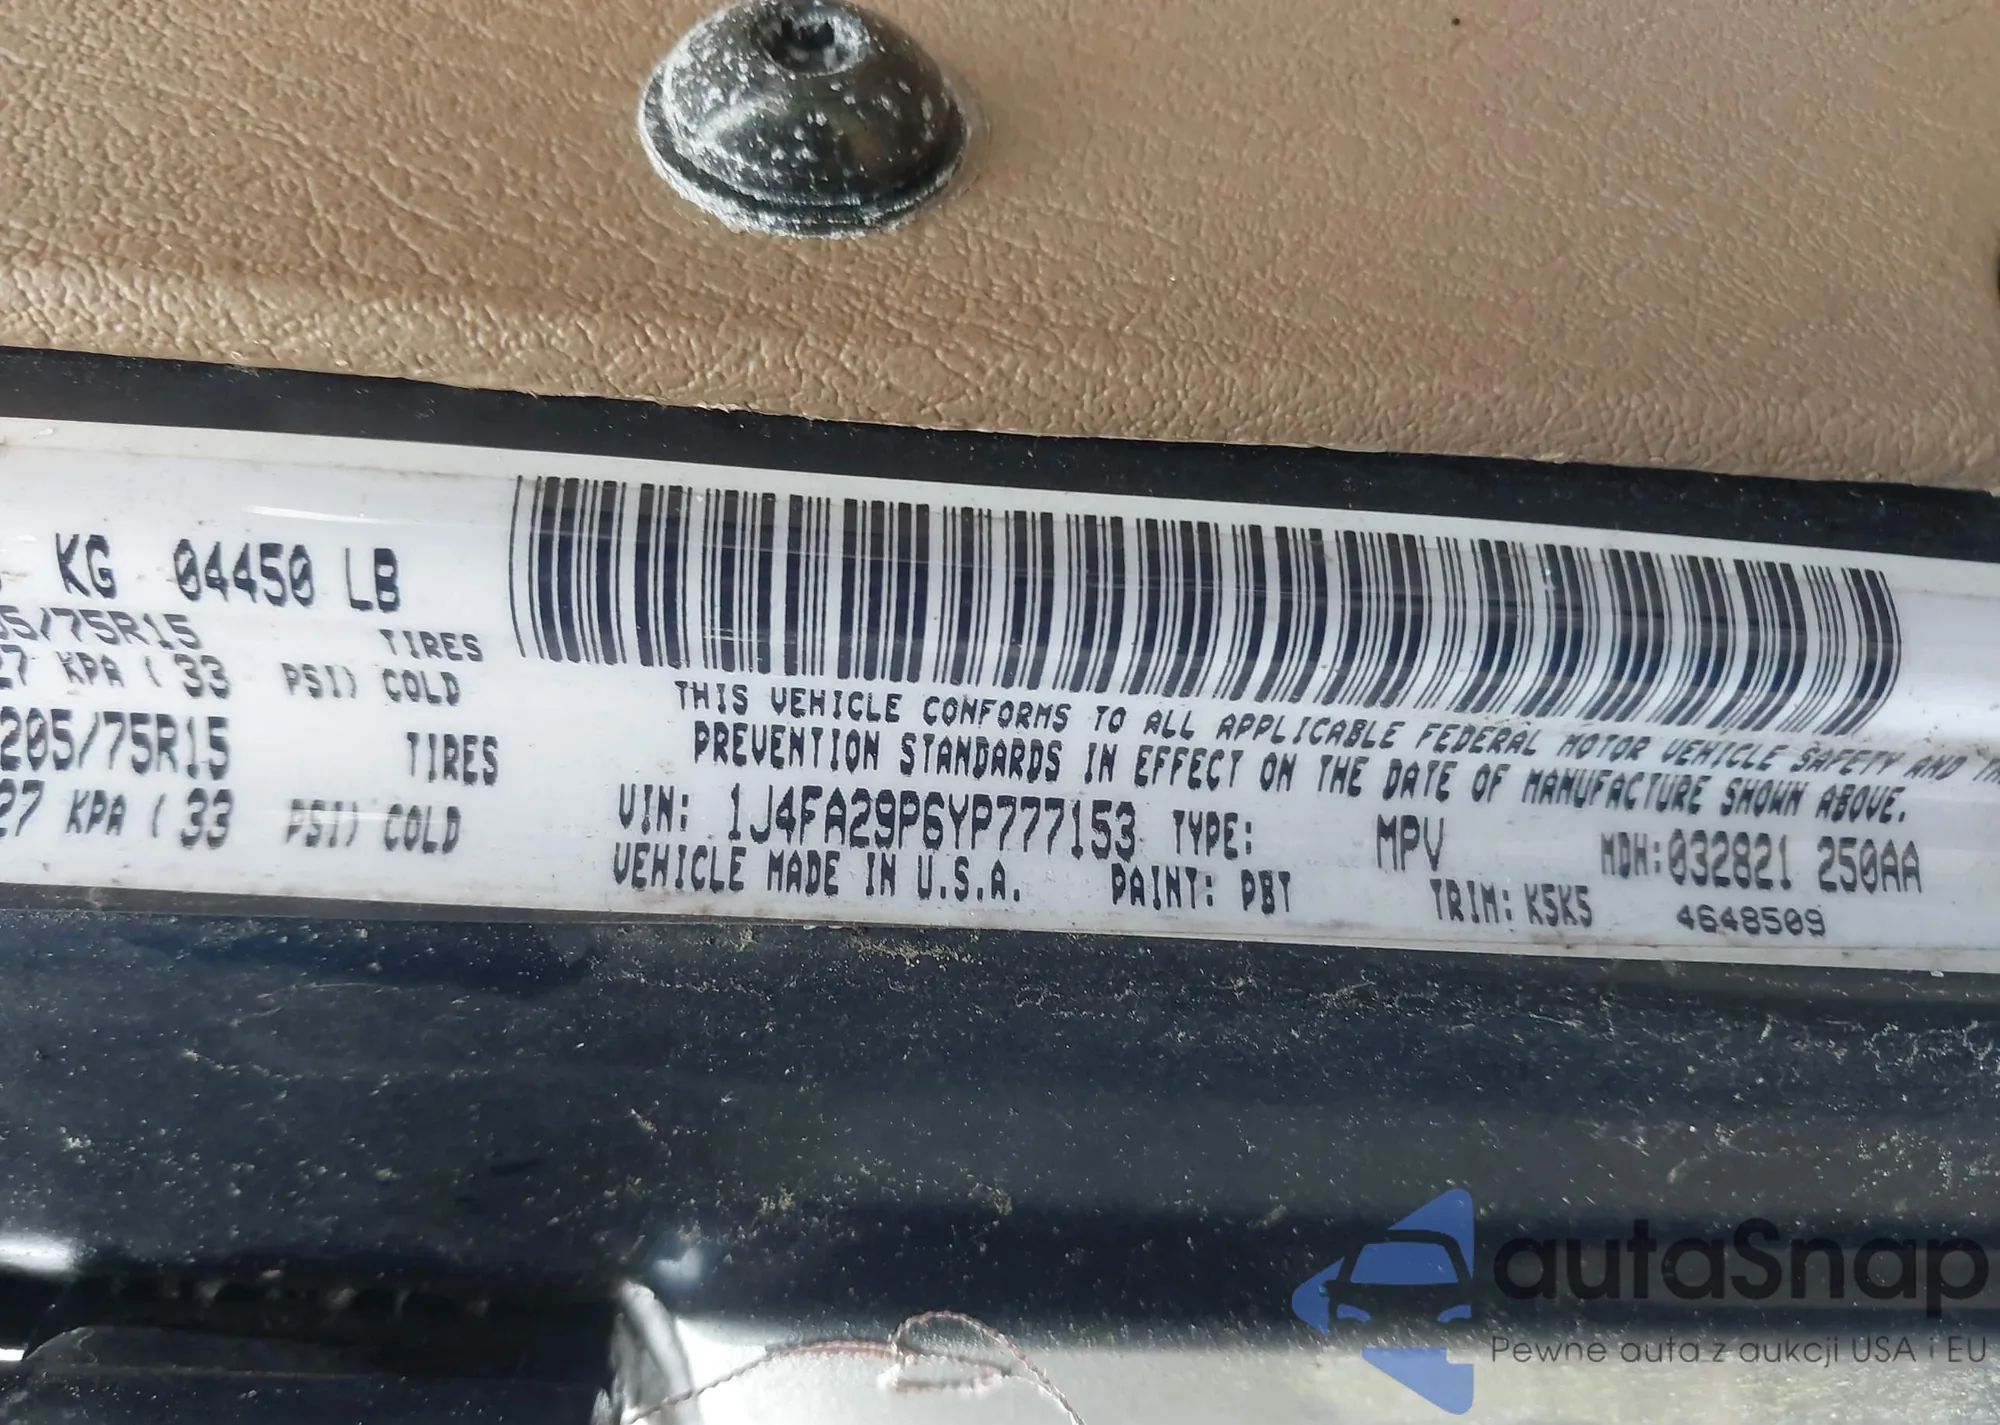 KG 04450 LB
5/75R15 TIRES
27 KPA ( 33 PSI) COLD
205/75R15 TIRES
27 KPA ( 33 PSI) COLD
THIS VEHICLE CONFORMS TO ALL APPLICABLE FEDERAL MOTOR VEHICLE SAFETY AND
PREVENTION STANDARDS IN EFFECT ON THE DATE OF MANUFACTURE SHOWN ABOVE.
VIN: 1J4FA29P6YP777153 TYPE: MPV MDH:032821 250AA
VEHICLE MADE IN U.S.A. PAINT: PBT TRIM: K5K5 4648509
autoSnap
Pewne auta z aukcji USA i EU